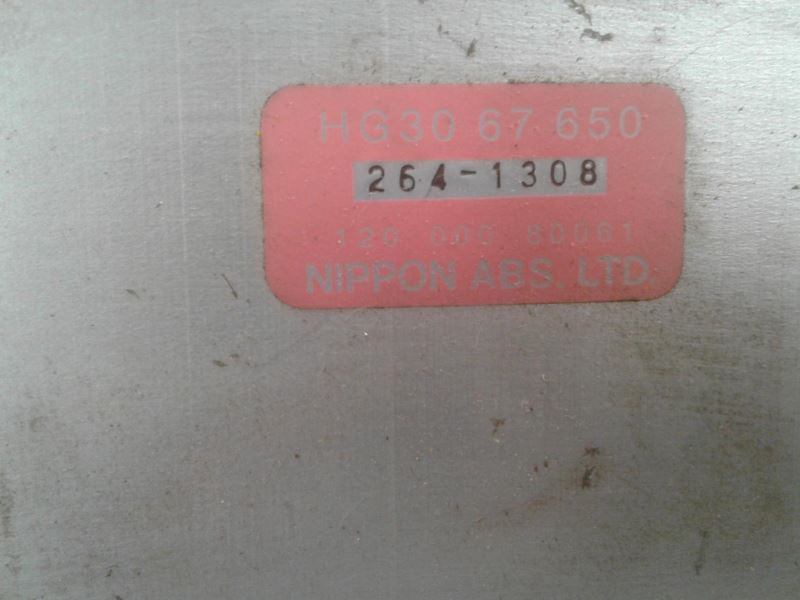 HG30 67 650
264-1308
120 000 80061
NIPPON ABS, LTD.